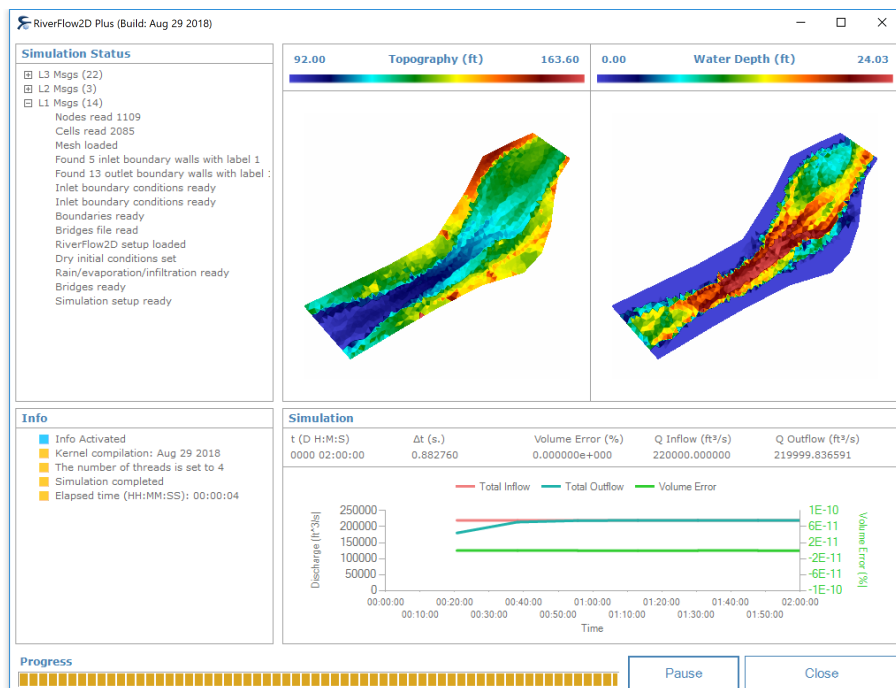 RiverFlow2D Plus (Build: Aug 29 2018)
Simulation Status
L3 Msgs (22)
L2 Msgs (3)
L1 Msgs (14)
Nodes read 1109
Cells read 2085
Mesh loaded
Found 5 inlet boundary walls with label 1
Found 13 outlet boundary walls with label :
Inlet boundary conditions ready
Inlet boundary conditions ready
Boundaries ready
Bridges file read
RiverFlow2D setup loaded
Dry initial conditions set
Rain/evaporation/infiltration ready
Bridges ready
Simulation setup ready
92.00 Topography (ft) 163.60
0.00 Water Depth (ft) 24.03
Info
Info Activated
Kernel compilation: Aug 29 2018
The number of threads is set to 4
Simulation completed
Elapsed time (HH:MM:SS): 00:00:04
Simulation
t (D H:M:S) Δt (s.) Volume Error (%) Q Inflow (ft³/s) Q Outflow (ft³/s)
0000 02:00:00 0.882760 0.000000e+000 220000.000000 219999.836591
Total Inflow Total Outflow Volume Error
Discharge (ft^3/s)
250000
200000
150000
100000
50000
0
1E-10
6E-11
2E-11
-2E-11
-6E-11
-1E-10
Volume Error (%)
00:00:00 00:20:00 00:40:00 01:00:00 01:20:00 01:40:00 02:00:00
00:10:00 00:30:00 00:50:00 01:10:00 01:30:00 01:50:00
Time
Progress
Pause
Close